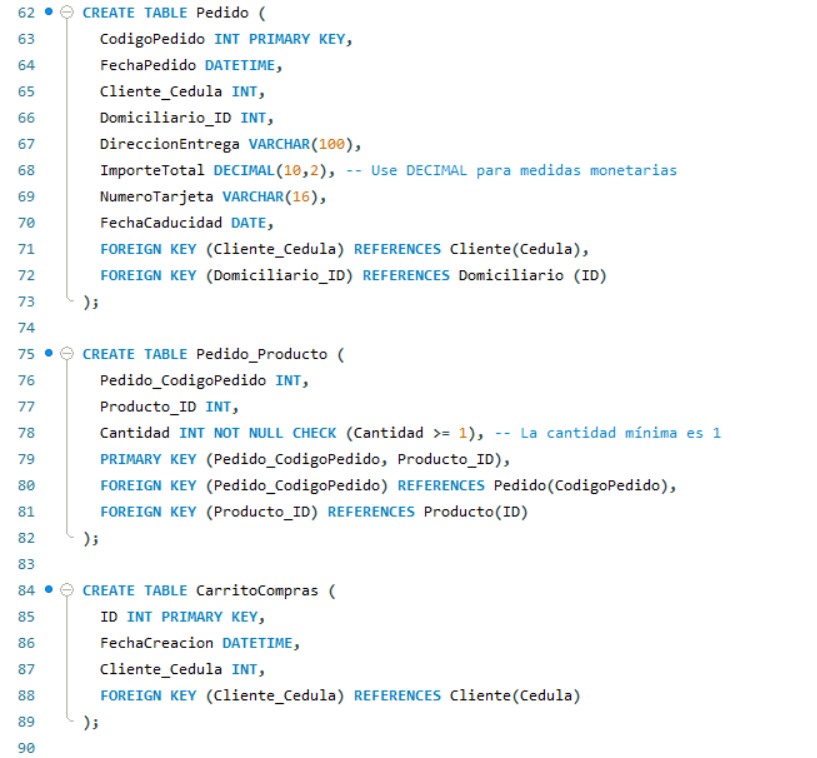 62 CREATE TABLE Pedido (
63 CodigoPedido INT PRIMARY KEY,
64 FechaPedido DATETIME,
65 Cliente_Cedula INT,
66 Domiciliario_ID INT,
67 DireccionEntrega VARCHAR(100),
68 ImporteTotal DECIMAL(10,2), -- Use DECIMAL para medidas monetarias
69 NumeroTarjeta VARCHAR(16),
70 FechaCaducidad DATE,
71 FOREIGN KEY (Cliente_Cedula) REFERENCES Cliente(Cedula),
72 FOREIGN KEY (Domiciliario_ID) REFERENCES Domiciliario (ID)
73 );
74
75 CREATE TABLE Pedido_Producto (
76 Pedido_CodigoPedido INT,
77 Producto_ID INT,
78 Cantidad INT NOT NULL CHECK (Cantidad >= 1), -- La cantidad mínima es 1
79 PRIMARY KEY (Pedido_CodigoPedido, Producto_ID),
80 FOREIGN KEY (Pedido_CodigoPedido) REFERENCES Pedido(CodigoPedido),
81 FOREIGN KEY (Producto_ID) REFERENCES Producto(ID)
82 );
83
84 CREATE TABLE CarritoCompras (
85 ID INT PRIMARY KEY,
86 FechaCreacion DATETIME,
87 Cliente_Cedula INT,
88 FOREIGN KEY (Cliente_Cedula) REFERENCES Cliente(Cedula)
89 );
90